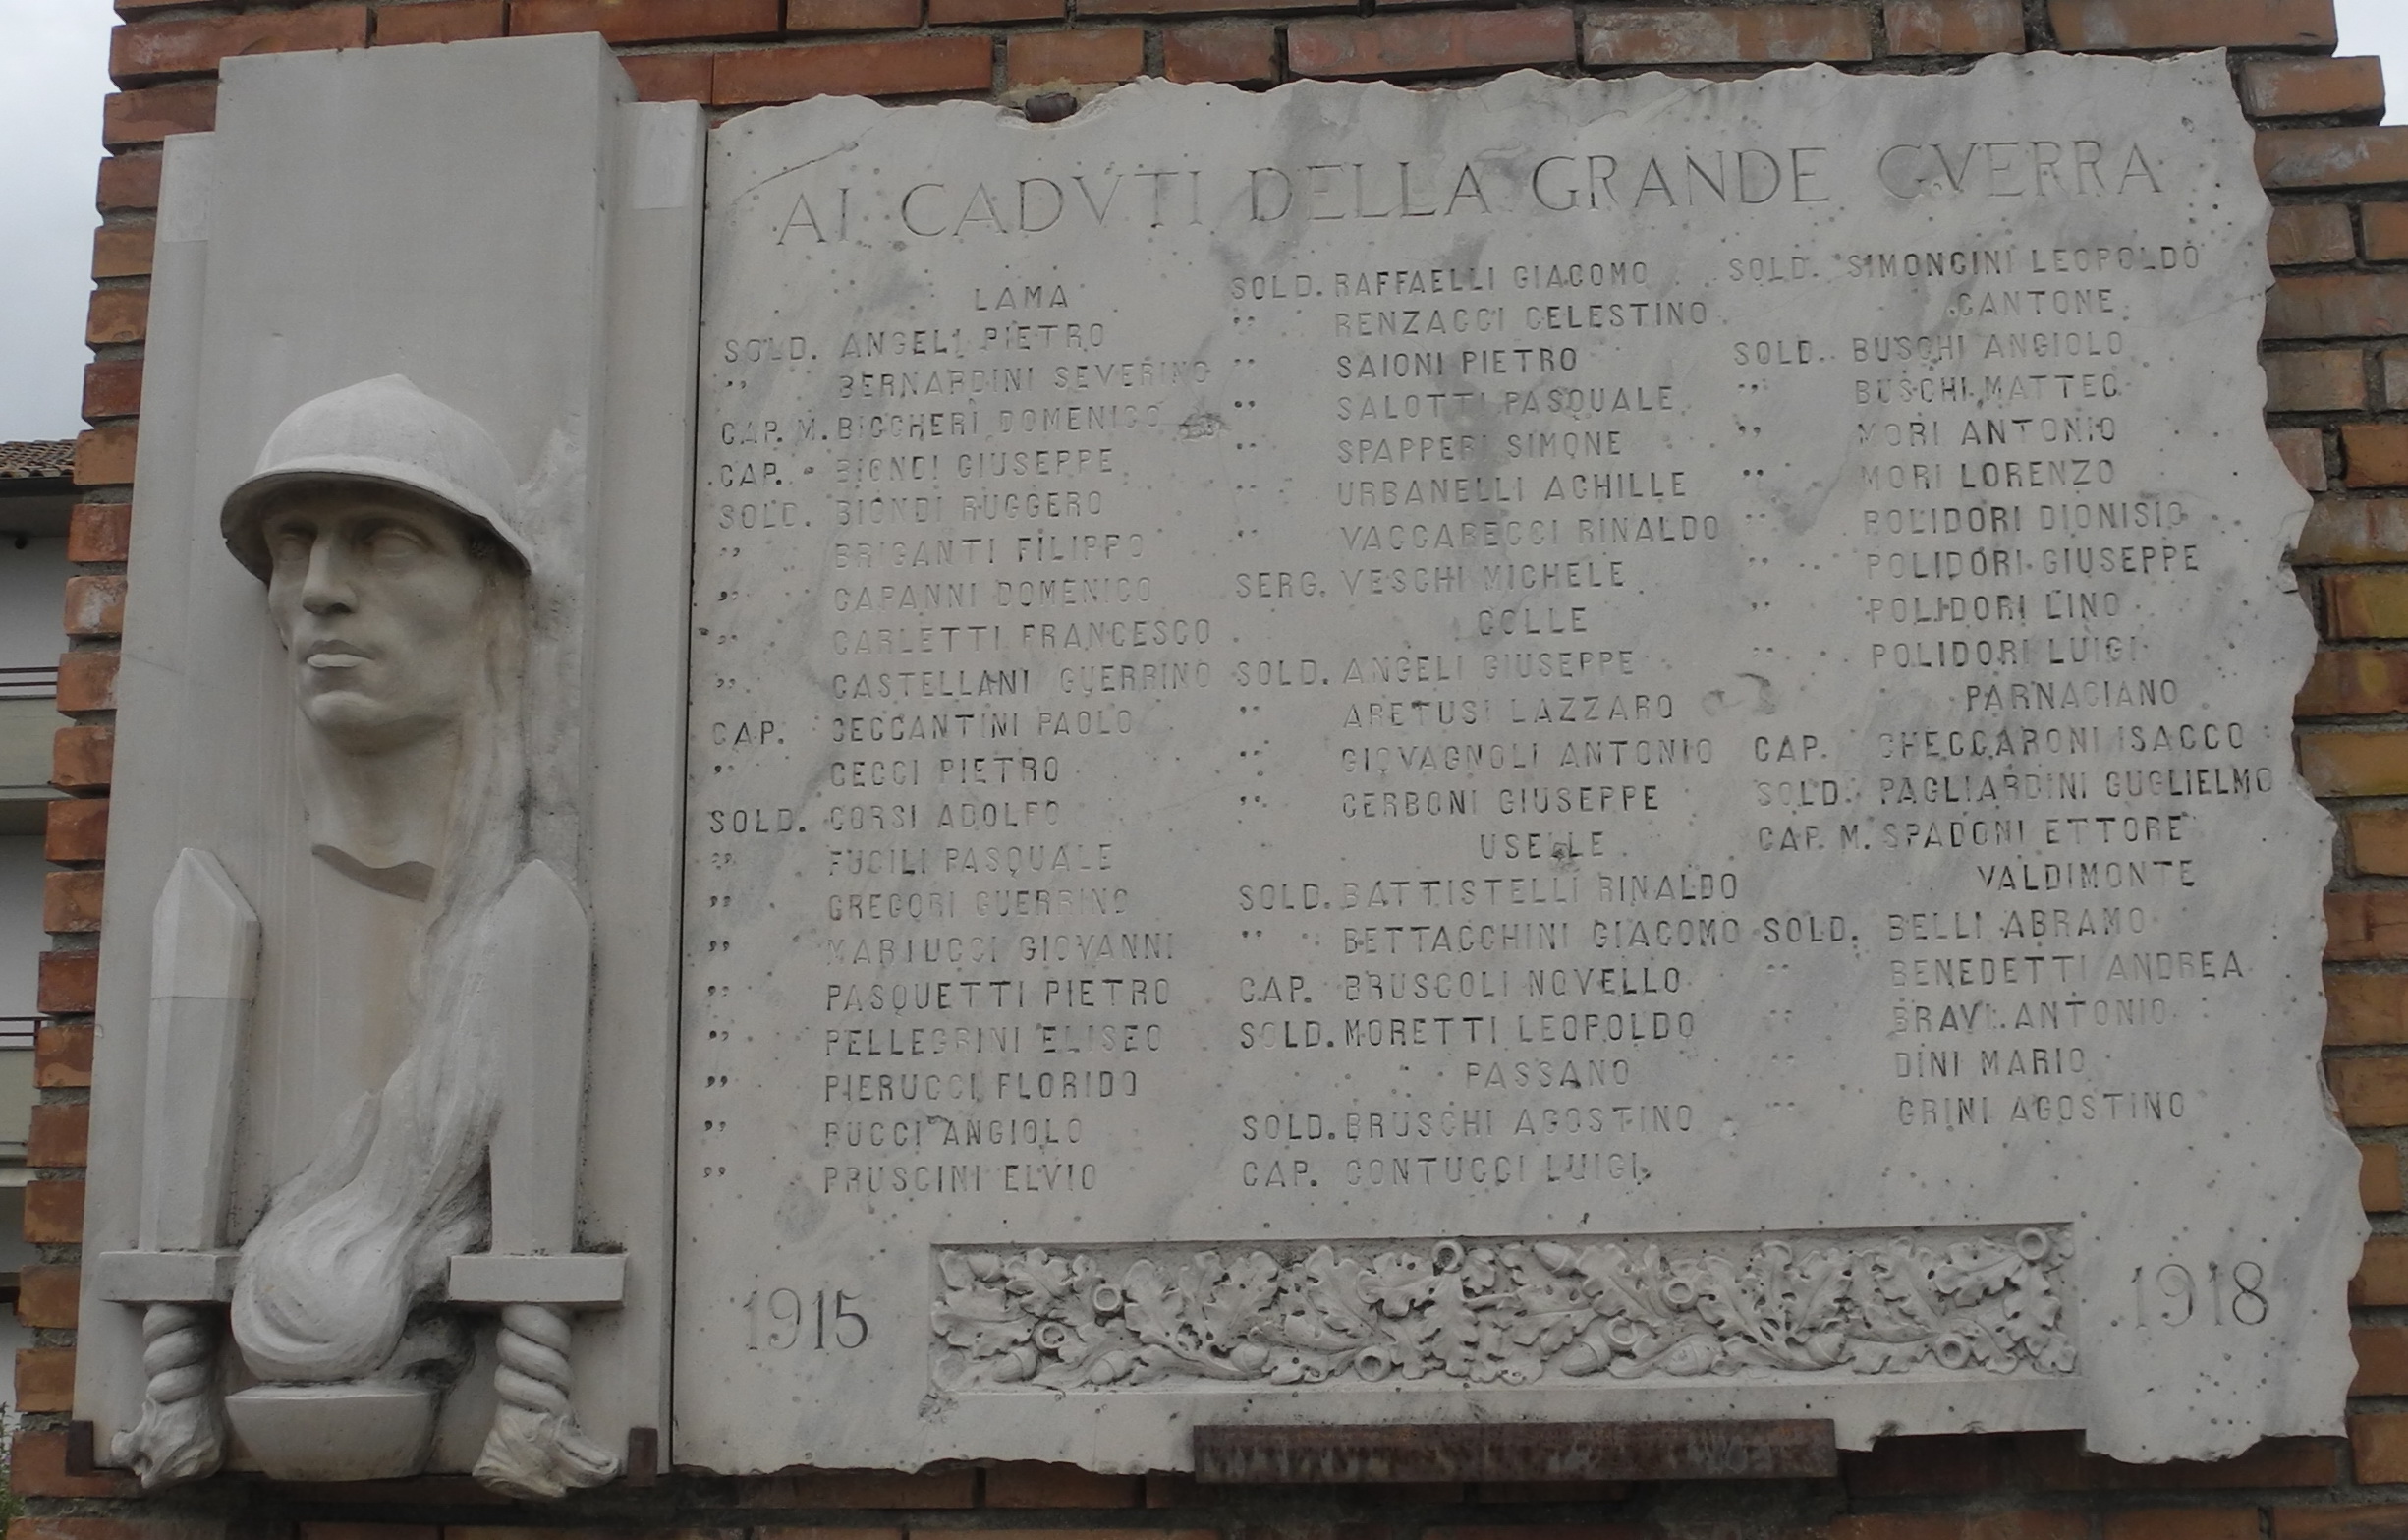 AI CADVTI DELLA GRANDE GVERRA
LAMA
SOLD. ANGELI PIETRO
,, BERNARDINI SEVERINO
CAP. M. BICCHERI DOMENICO
CAP. BIONDI GIUSEPPE
SOLD. BIONDI RUGGERO
,, BRIGANTI FILIPPO
,, CAPANNI DOMENICO
,, CARLETTI FRANCESCO
,, CASTELLANI GUERRINO
CAP. CECCANTINI PAOLO
,, CECCI PIETRO
SOLD. CORSI ADOLFO
,, FUCILI PASQUALE
,, GREGORI GUERRINO
,, MARIUCCI GIOVANNI
,, PASQUETTI PIETRO
,, PELLEGRINI ELISEO
,, PIERUCCI FLORIDO
,, PUCCI ANGIOLO
,, PRUSCINI ELVIO
SOLD. RAFFAELLI GIACOMO
,, RENZACCI CELESTINO
,, SAIONI PIETRO
,, SALOTTI PASQUALE
,, SPAPPERI SIMONE
,, URBANELLI ACHILLE
,, VACCARECCI RINALDO
SERG. VESCHI MICHELE
COLLE
SOLD. ANGELI GIUSEPPE
,, ARETUSI LAZZARO
,, GIOVAGNOLI ANTONIO
,, CERBONI GIUSEPPE
USELLE
SOLD. BATTISTELLI RINALDO
,, BETTACCHINI GIACOMO
CAP. BRUSCOLI NOVELLO
SOLD. MORETTI LEOPOLDO
PASSANO
SOLD. BRUSCHI AGOSTINO
CAP. CONTUCCI LUIGI
SOLD. SIMONCINI LEOPOLDO
CANTONE
SOLD. BUSCHI ANGIOLO
,, BUSCHI MATTEO
,, MORI ANTONIO
,, MORI LORENZO
,, POLIDORI DIONISIO
,, POLIDORI GIUSEPPE
,, POLIDORI LINO
,, POLIDORI LUIGI
PARNACIANO
CAP. CHECCARONI ISACCO
SOLD. PAGLIARDINI GUGLIELMO
CAP. M. SPADONI ETTORE
VALDIMONTE
SOLD. BELLI ABRAMO
,, BENEDETTI ANDREA
,, BRAVI ANTONIO
,, DINI MARIO
,, GRINI AGOSTINO
1915
1918